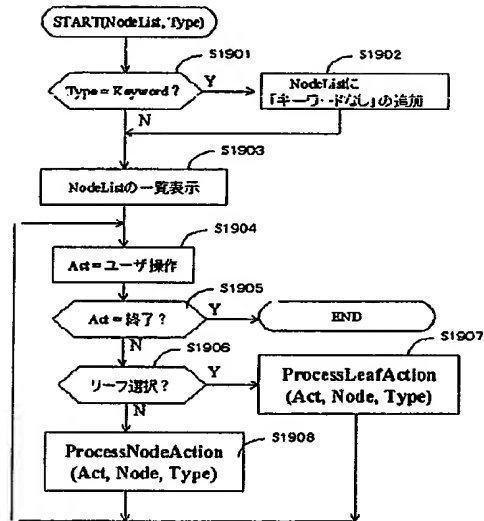 START(NodeList, Type)
S1901
Type = Keyword ?
Y
N
S1902
NodeListに
「キーワードなし」の追加
S1903
NodeListの一覧表示
S1904
Act = ユーザ操作
S1905
Act = 終了 ?
Y
N
END
S1906
リーフ選択 ?
Y
N
S1907
ProcessLeafAction
(Act, Node, Type)
S1908
ProcessNodeAction
(Act, Node, Type)